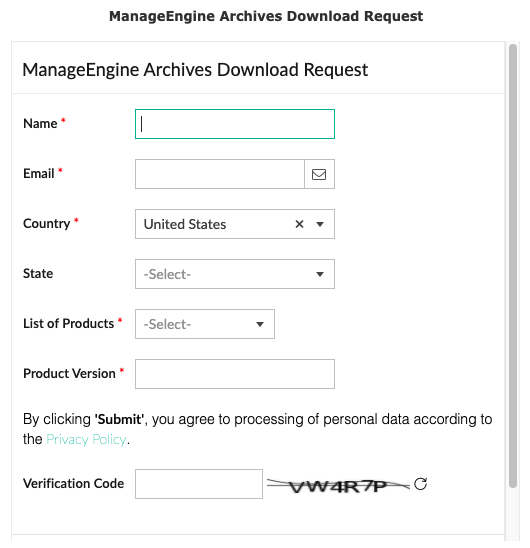 ManageEngine Archives Download Request
ManageEngine Archives Download Request
Name *
Email *
Country *
United States
State
-Select-
List of Products *
-Select-
Product Version *
By clicking 'Submit', you agree to processing of personal data according to
the Privacy Policy.
Verification Code
VW4R7P